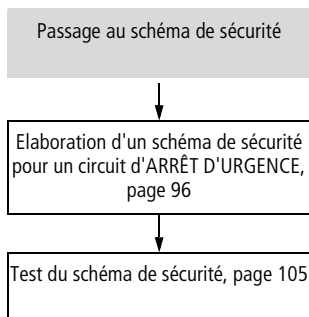 Passage au schéma de sécurité
Elaboration d'un schéma de sécurité
pour un circuit d'ARRÊT D'URGENCE,
page 96
Test du schéma de sécurité, page 105